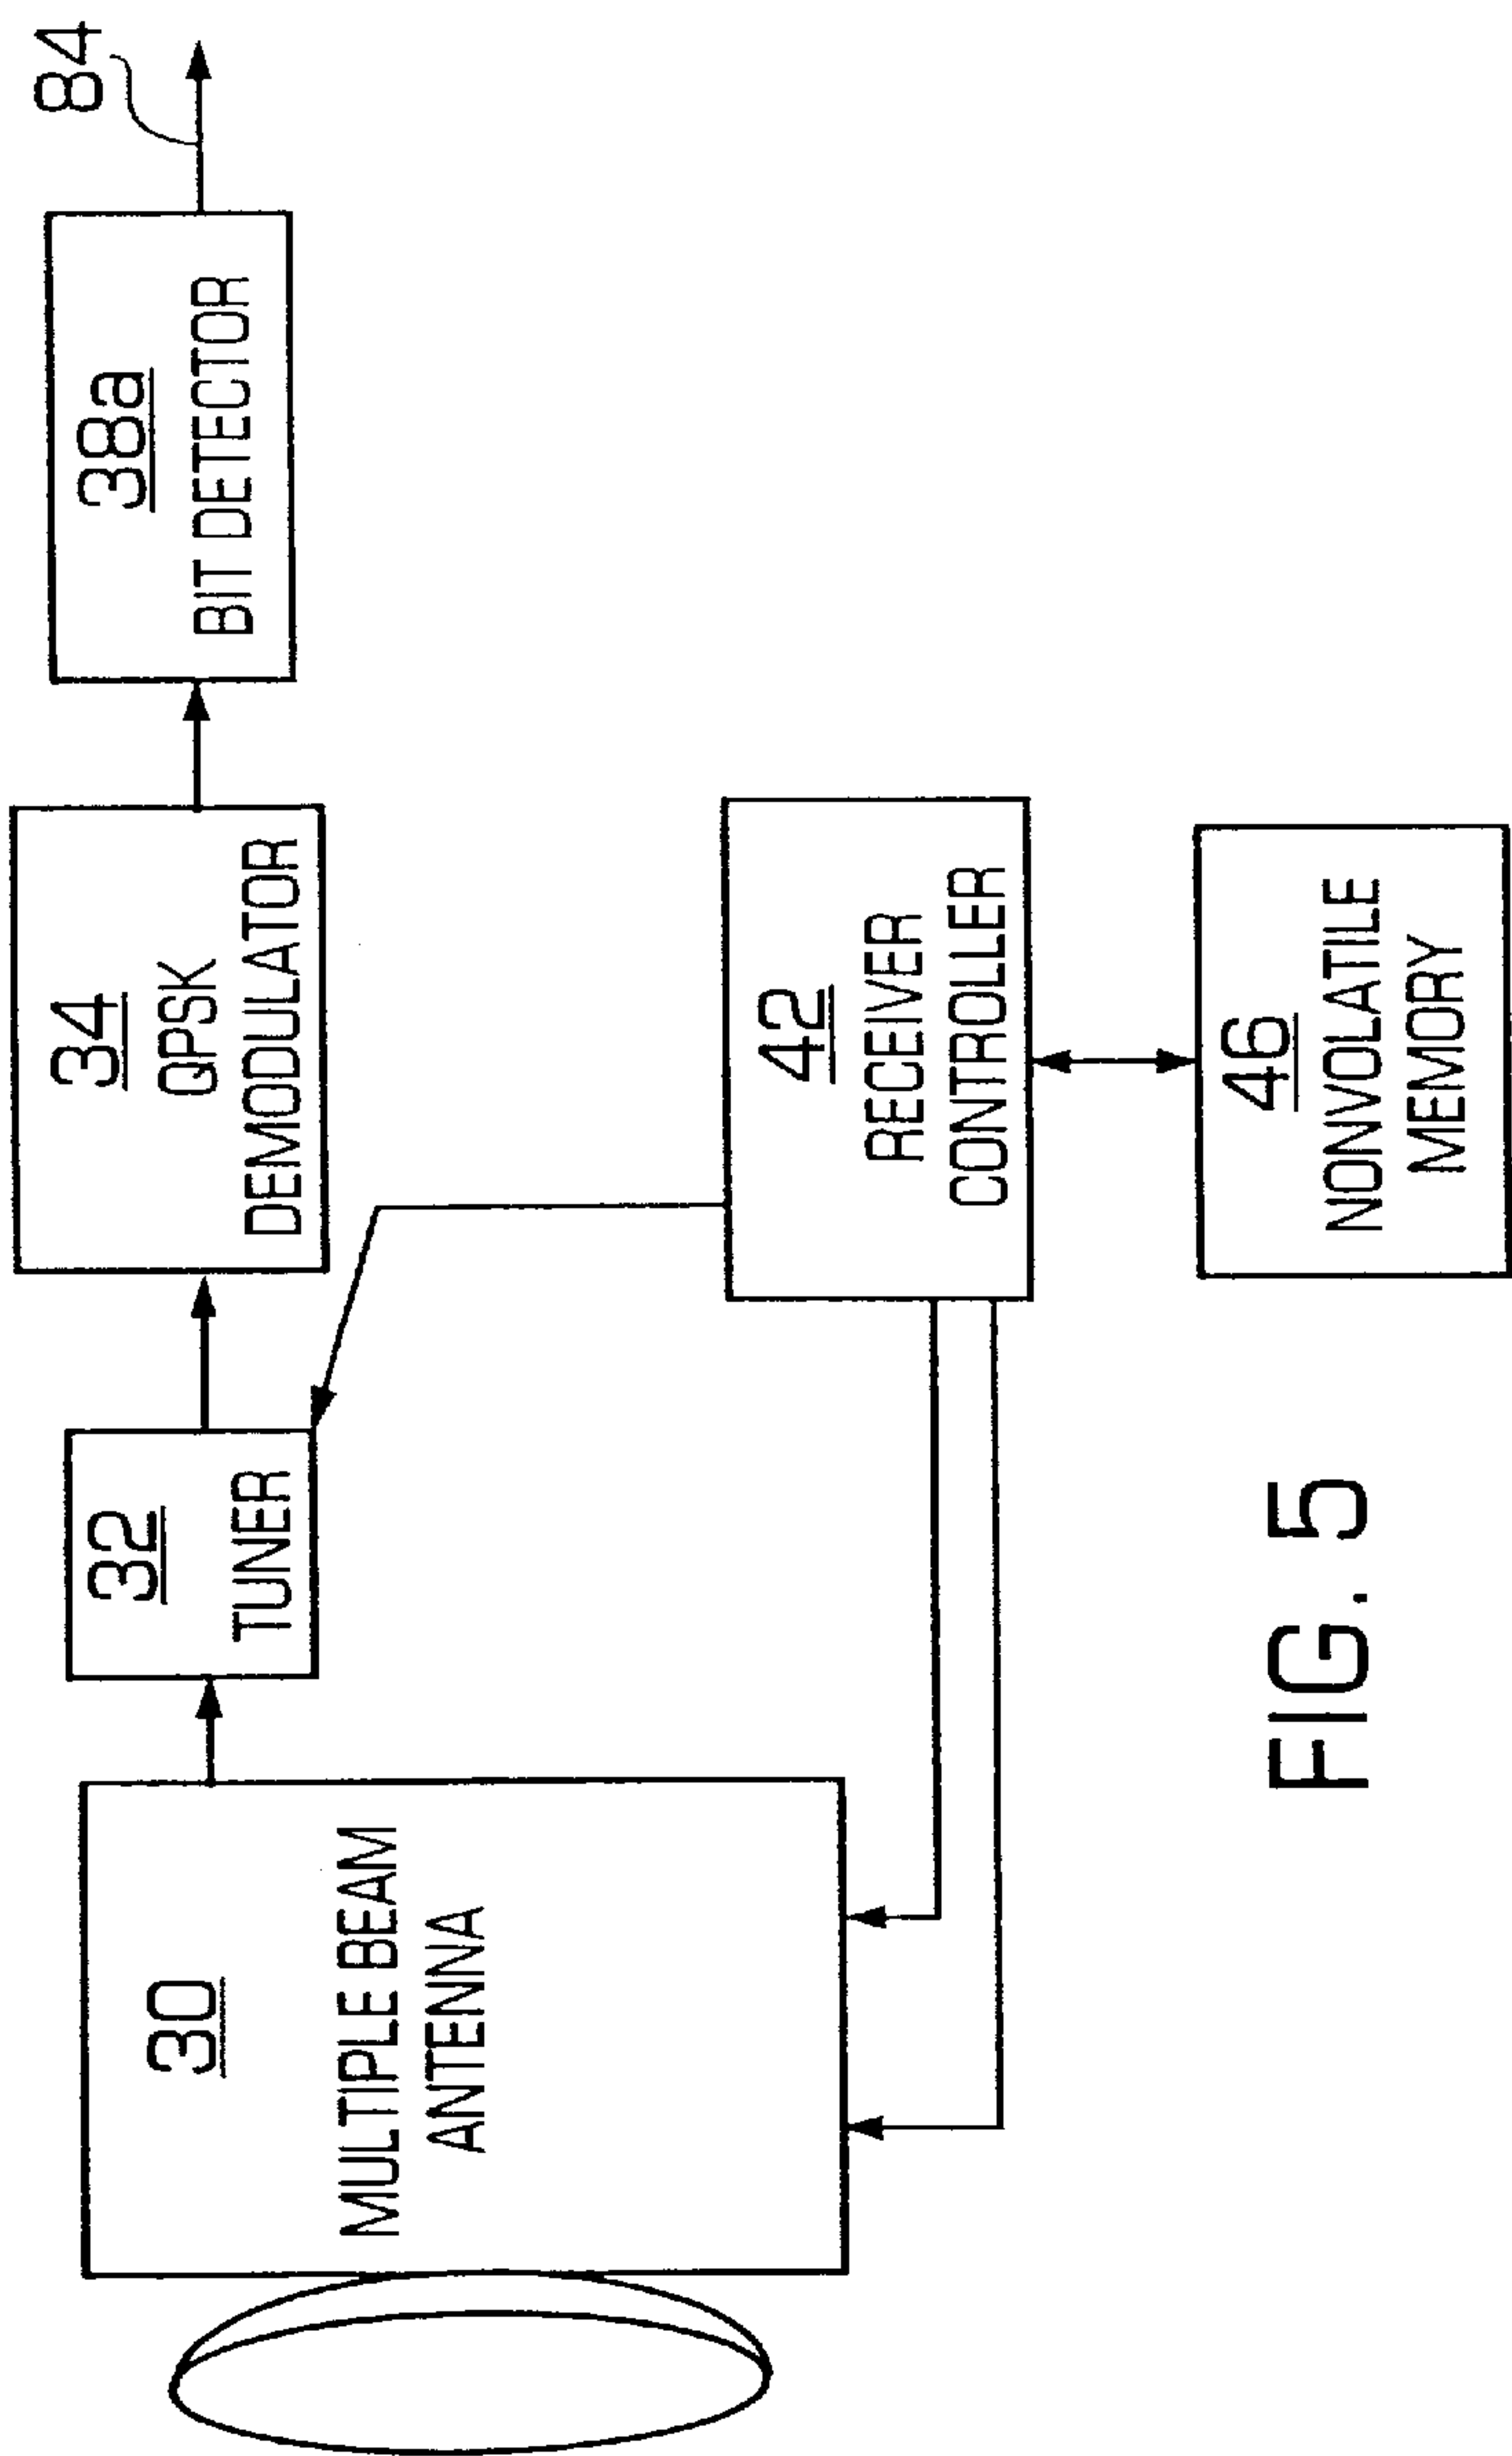 30
MULTIPLE BEAM
ANTENNA
32
TUNER
34
QPSK
DEMODULATOR
38a
BIT DETECTOR
84
42
RECEIVER
CONTROLLER
46
NONVOLATILE
MEMORY
FIG. 5